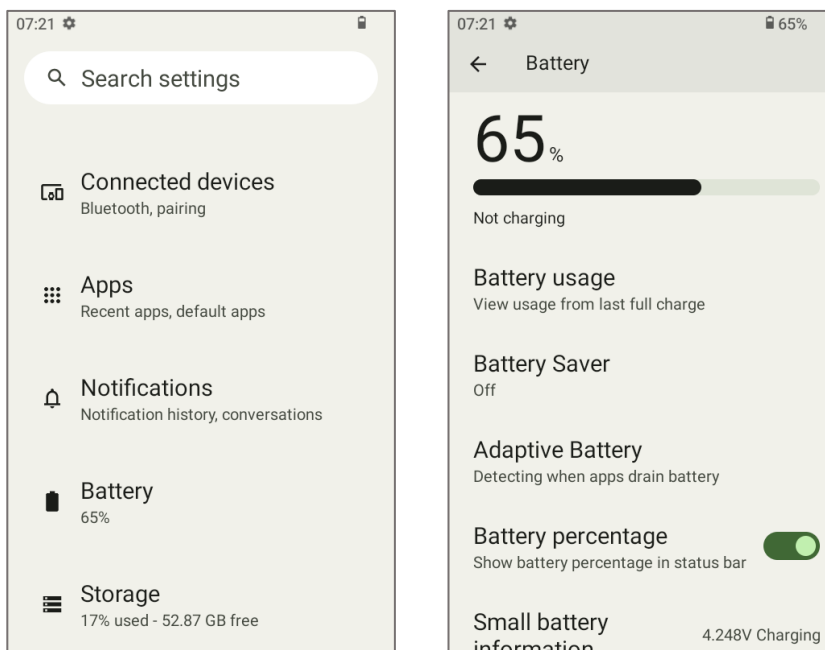 07:21
Search settings
Connected devices
Bluetooth, pairing
Apps
Recent apps, default apps
Notifications
Notification history, conversations
Battery
65%
Storage
17% used - 52.87 GB free
07:21
65%
Battery
65%
Not charging
Battery usage
View usage from last full charge
Battery Saver
Off
Adaptive Battery
Detecting when apps drain battery
Battery percentage
Show battery percentage in status bar
Small battery
information
4.248V Charging